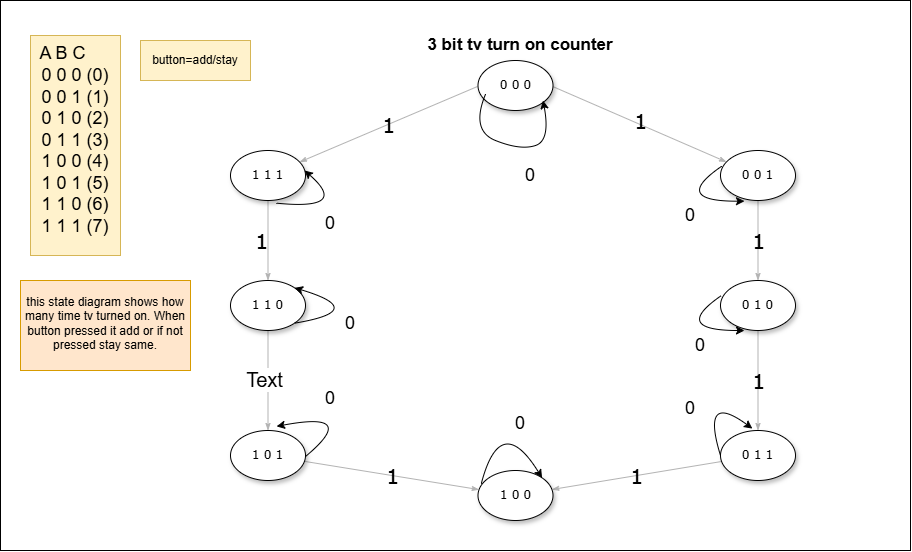 3 bit tv turn on counter
A B C
0 0 0 (0)
0 0 1 (1)
0 1 0 (2)
0 1 1 (3)
1 0 0 (4)
1 0 1 (5)
1 1 0 (6)
1 1 1 (7)
button=add/stay
this state diagram shows how
many time tv turned on. When
button pressed it add or if not
pressed stay same.
0 0 0
1
1
0
1 1 1
0
0 0 1
0
1
1
1 1 0
0
0 1 0
0
Text
1
0
0
1 0 1
0 1 1
1
0
1
1 0 0